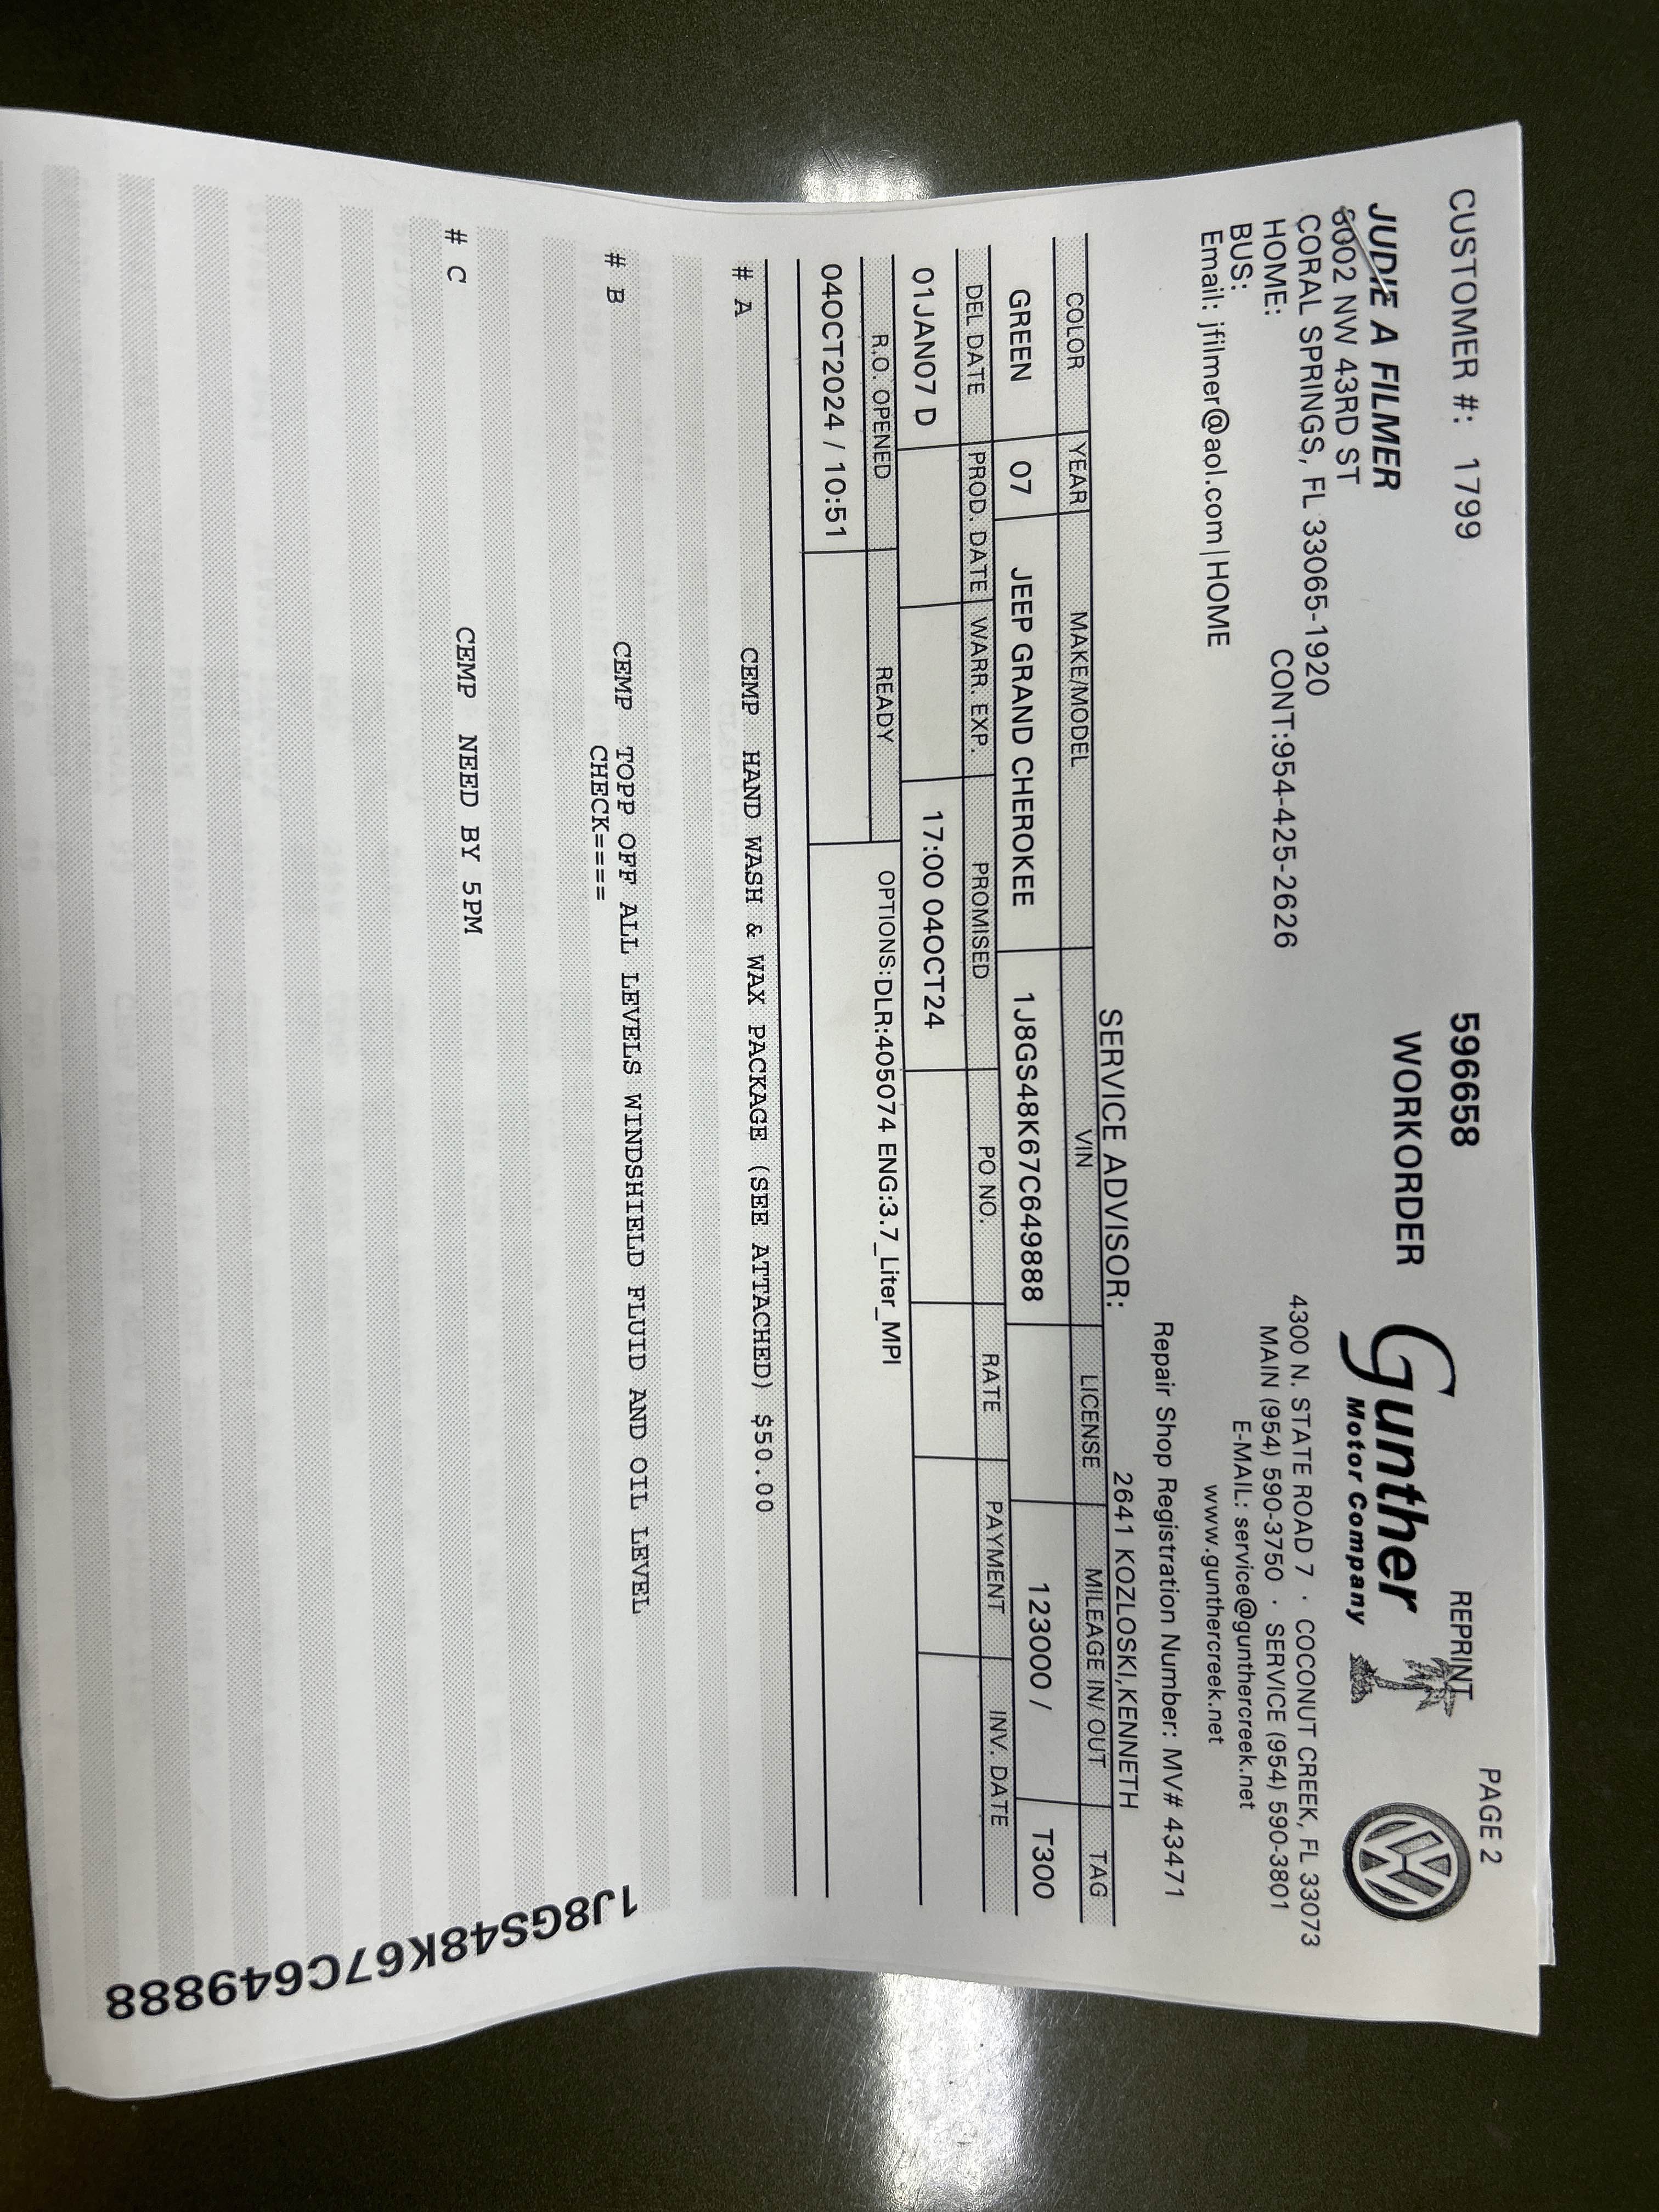 CUSTOMER #: 1799
596658
REPRINT
PAGE 2
JUDIE A FILMER
WORKORDER
Gunther
Motor Company
6002 NW 43RD ST
CORAL SPRINGS, FL 33065-1920
HOME:
CONT:954-425-2626
BUS:
Email: jfilmer@aol.com|HOME
4300 N. STATE ROAD 7 · COCONUT CREEK, FL 33073
MAIN (954) 590-3750 · SERVICE (954) 590-3801
E-MAIL: service@gunthercreek.net
www.gunthercreek.net
Repair Shop Registration Number: MV# 43471
SERVICE ADVISOR: 2641 KOZLOSKI,KENNETH
COLOR YEAR MAKE/MODEL VIN LICENSE MILEAGE IN/ OUT TAG
GREEN 07 JEEP GRAND CHEROKEE 1J8GS48K67C649888 123000 / T300
DEL DATE PROD. DATE WARR. EXP. PROMISED PO NO. RATE PAYMENT INV. DATE
01JAN07 D 17:00 04OCT24
R.O. OPENED READY OPTIONS:DLR:405074 ENG:3.7_Liter_MPI
04OCT2024 / 10:51
# A CEMP HAND WASH & WAX PACKAGE (SEE ATTACHED) $50.00
# B CEMP TOPP OFF ALL LEVELS WINDSHIELD FLUID AND OIL LEVEL
CHECK====
# C CEMP NEED BY 5PM
1J8GS48K67C649888